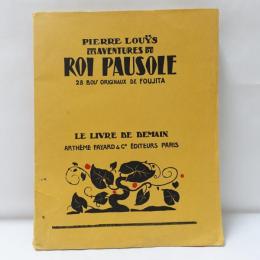 PIERRE LOUŸS
LES AVENTURES DU
ROI PAUSOLE
28 BOIS ORIGINAUX DE FOUJITA
LE LIVRE DE DEMAIN
ARTHÈME FAYARD & Cie ÉDITEURS PARIS